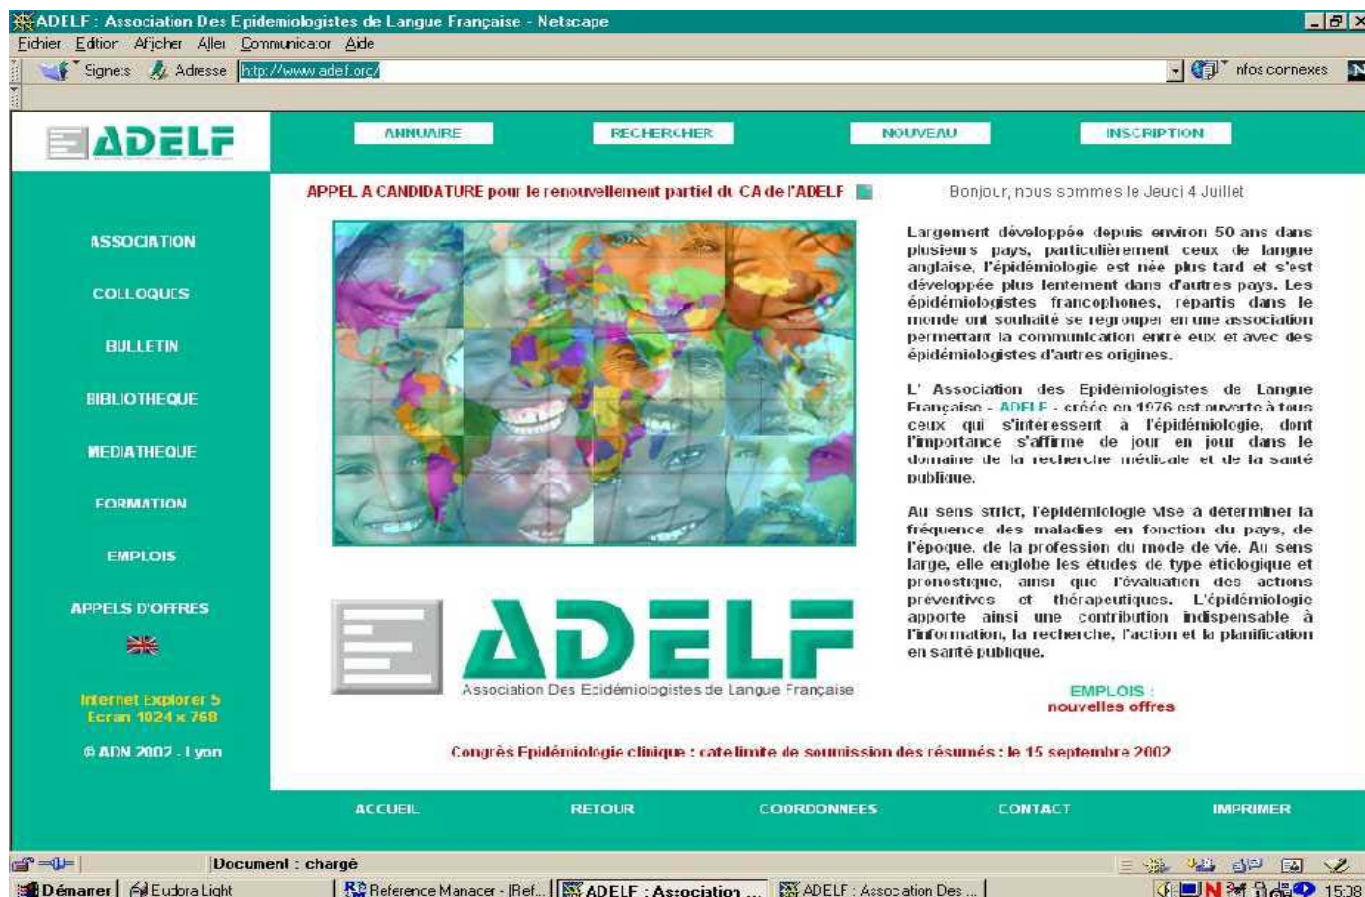 ADELF : Association Des Epidemiologistes de Langue Française - Netscape
Fichier Edition Afficher Aller Communicator Aide
Signets Adresse http://www.adelf.org/ Infos connexes N
ADELF
ANNUAIRE RECHERCHER NOUVEAU INSCRIPTION
APPEL A CANDIDATURE pour le renouvellement partiel du CA de l'ADELF
Bonjour, nous sommes le Jeudi 4 Juillet
ASSOCIATION
COLLOQUES
BULLETIN
BIBLIOTHEQUE
MEDIATHEQUE
FORMATION
EMPLOIS
APPELS D'OFFRES
Internet Explorer 5
Ecran 1024 x 768
© ADN 2002 - Lyon
Largement développée depuis environ 50 ans dans
plusieurs pays, particulièrement ceux de langue
anglaise, l'épidémiologie est née plus tard et s'est
développée plus lentement dans d'autres pays. Les
épidémiologistes francophones, répartis dans le
monde ont souhaité se regrouper en une association
permettant la communication entre eux et avec des
épidémiologistes d'autres origines.
L' Association des Epidémiologistes de Langue
Française - ADELF - créée en 1976 est ouverte à tous
ceux qui s'intéressent à l'épidémiologie, dont
l'importance s'affirme de jour en jour dans le
domaine de la recherche médicale et de la santé
publique.
Au sens strict, l'épidémiologie vise à déterminer la
fréquence des maladies en fonction du pays, de
l'époque, de la profession du mode de vie. Au sens
large, elle englobe les études de type étiologique et
pronostique, ainsi que l'évaluation des actions
préventives et thérapeutiques. L'épidémiologie
apporte ainsi une contribution indispensable à
l'information, la recherche, l'action et la planification
en santé publique.
ADELF
Association Des Epidémiologistes de Langue Française
EMPLOIS :
nouvelles offres
Congrès Epidémiologie clinique : date limite de soumission des résumés : le 15 septembre 2002
ACCUEIL RETOUR COORDONNEES CONTACT IMPRIMER
Document : chargé
Démarrer Eudora Light Reference Manager - [Ref... ADELF : Association ... ADELF : Association Des ... N 15:08